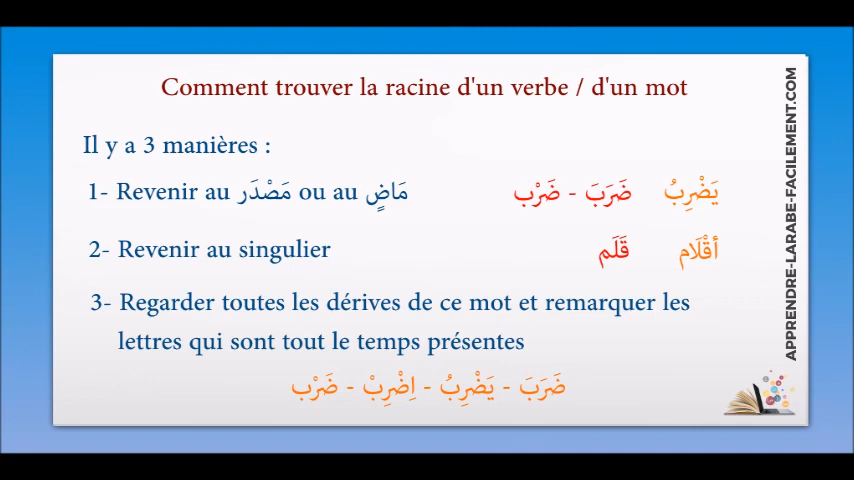 Comment trouver la racine d'un verbe / d'un mot
Il y a 3 manières :
1- Revenir au مَصْدَر ou au مَاضٍ
يَضْرِبُ ضَرَبَ - ضَرْب
2- Revenir au singulier
أقْلَام قَلَم
3- Regarder toutes les dérives de ce mot et remarquer les
lettres qui sont tout le temps présentes
ضَرَبَ - يَضْرِبُ - اِضْرِبْ - ضَرْب
APPRENDRE-LARABE-FACILEMENT.COM